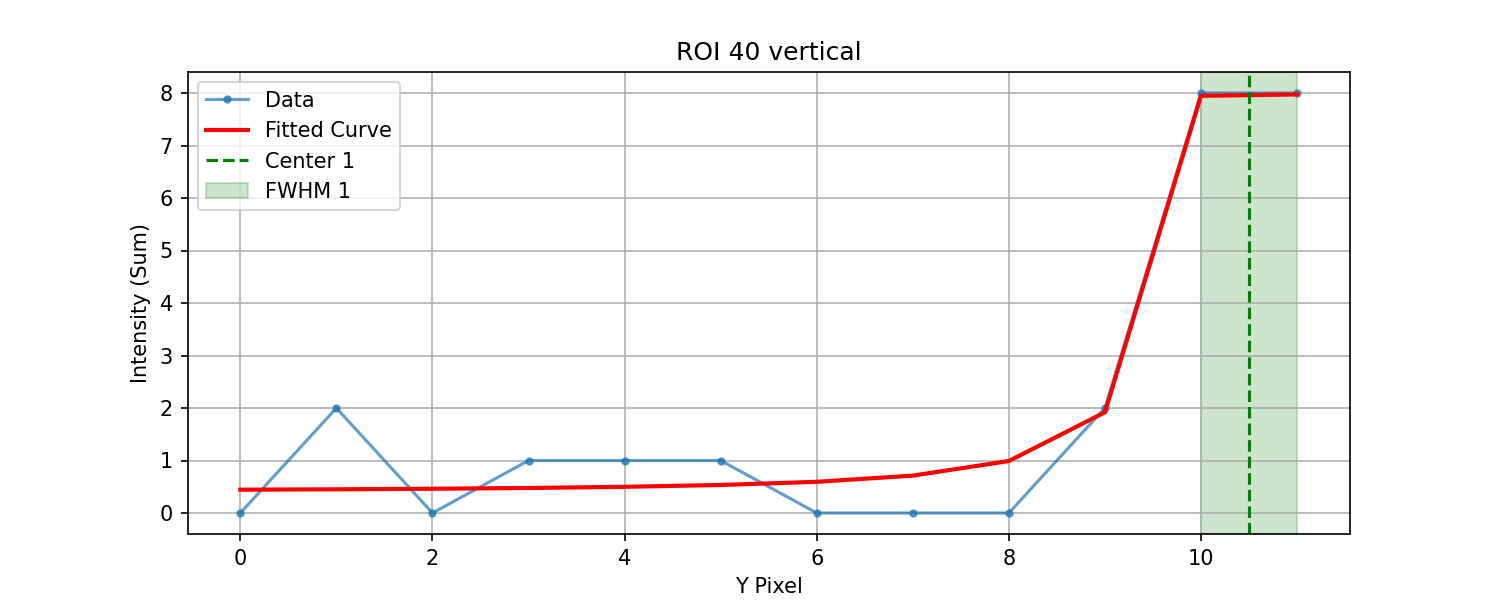 ROI 40 vertical
Data
Fitted Curve
Center 1
FWHM 1
Intensity (Sum)
8
7
6
5
4
3
2
1
0
0 2 4 6 8 10
Y Pixel